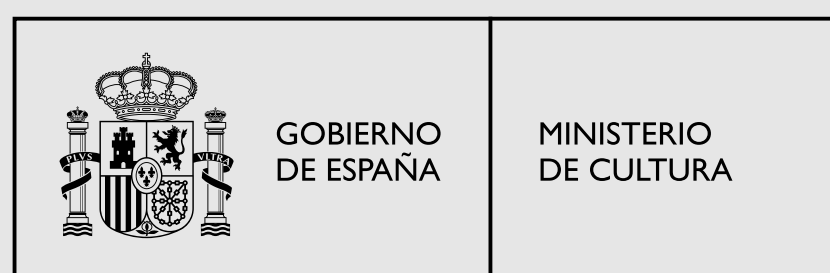 PLVS VLTRA
GOBIERNO
DE ESPAÑA
MINISTERIO
DE CULTURA